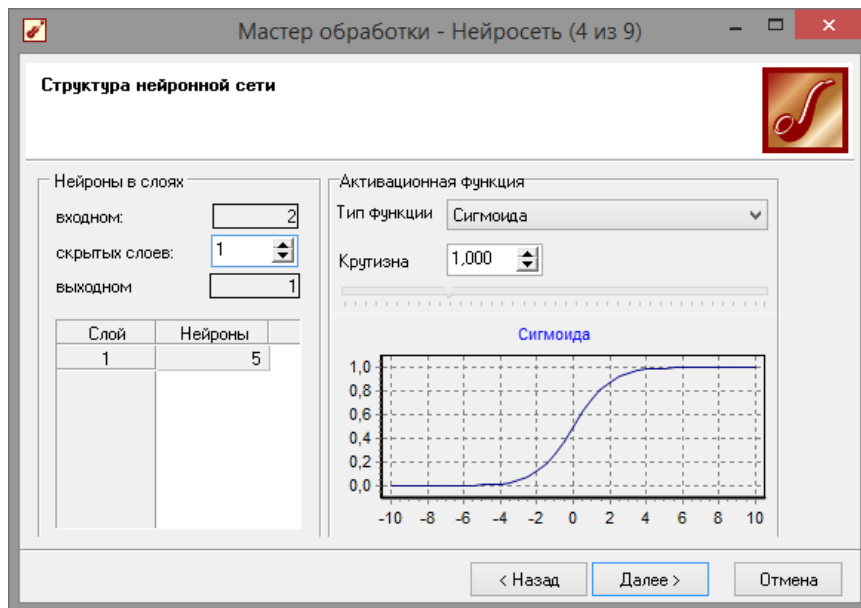 Мастер обработки - Нейросеть (4 из 9)
Структура нейронной сети
Нейроны в слоях
входном: 2
скрытых слоев: 1
выходном 1
Слой Нейроны
1 5
Активационная функция
Тип функции Сигмоида
Крутизна 1,000
Сигмоида
1,0
0,8
0,6
0,4
0,2
0,0
-10 -8 -6 -4 -2 0 2 4 6 8 10
< Назад Далее > Отмена